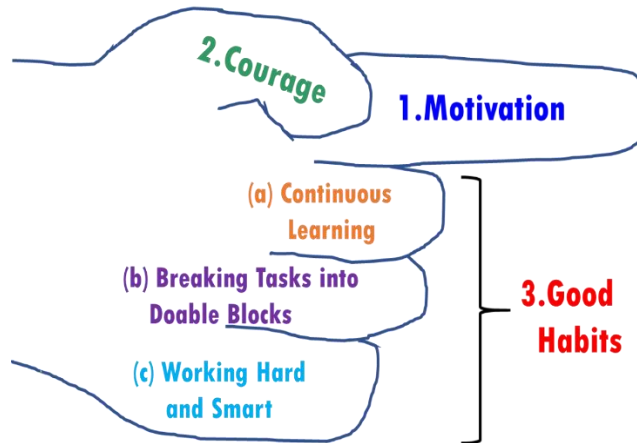 2.Courage
1.Motivation
(a) Continuous
Learning
(b) Breaking Tasks into
Doable Blocks
(c) Working Hard
and Smart
3.Good
Habits